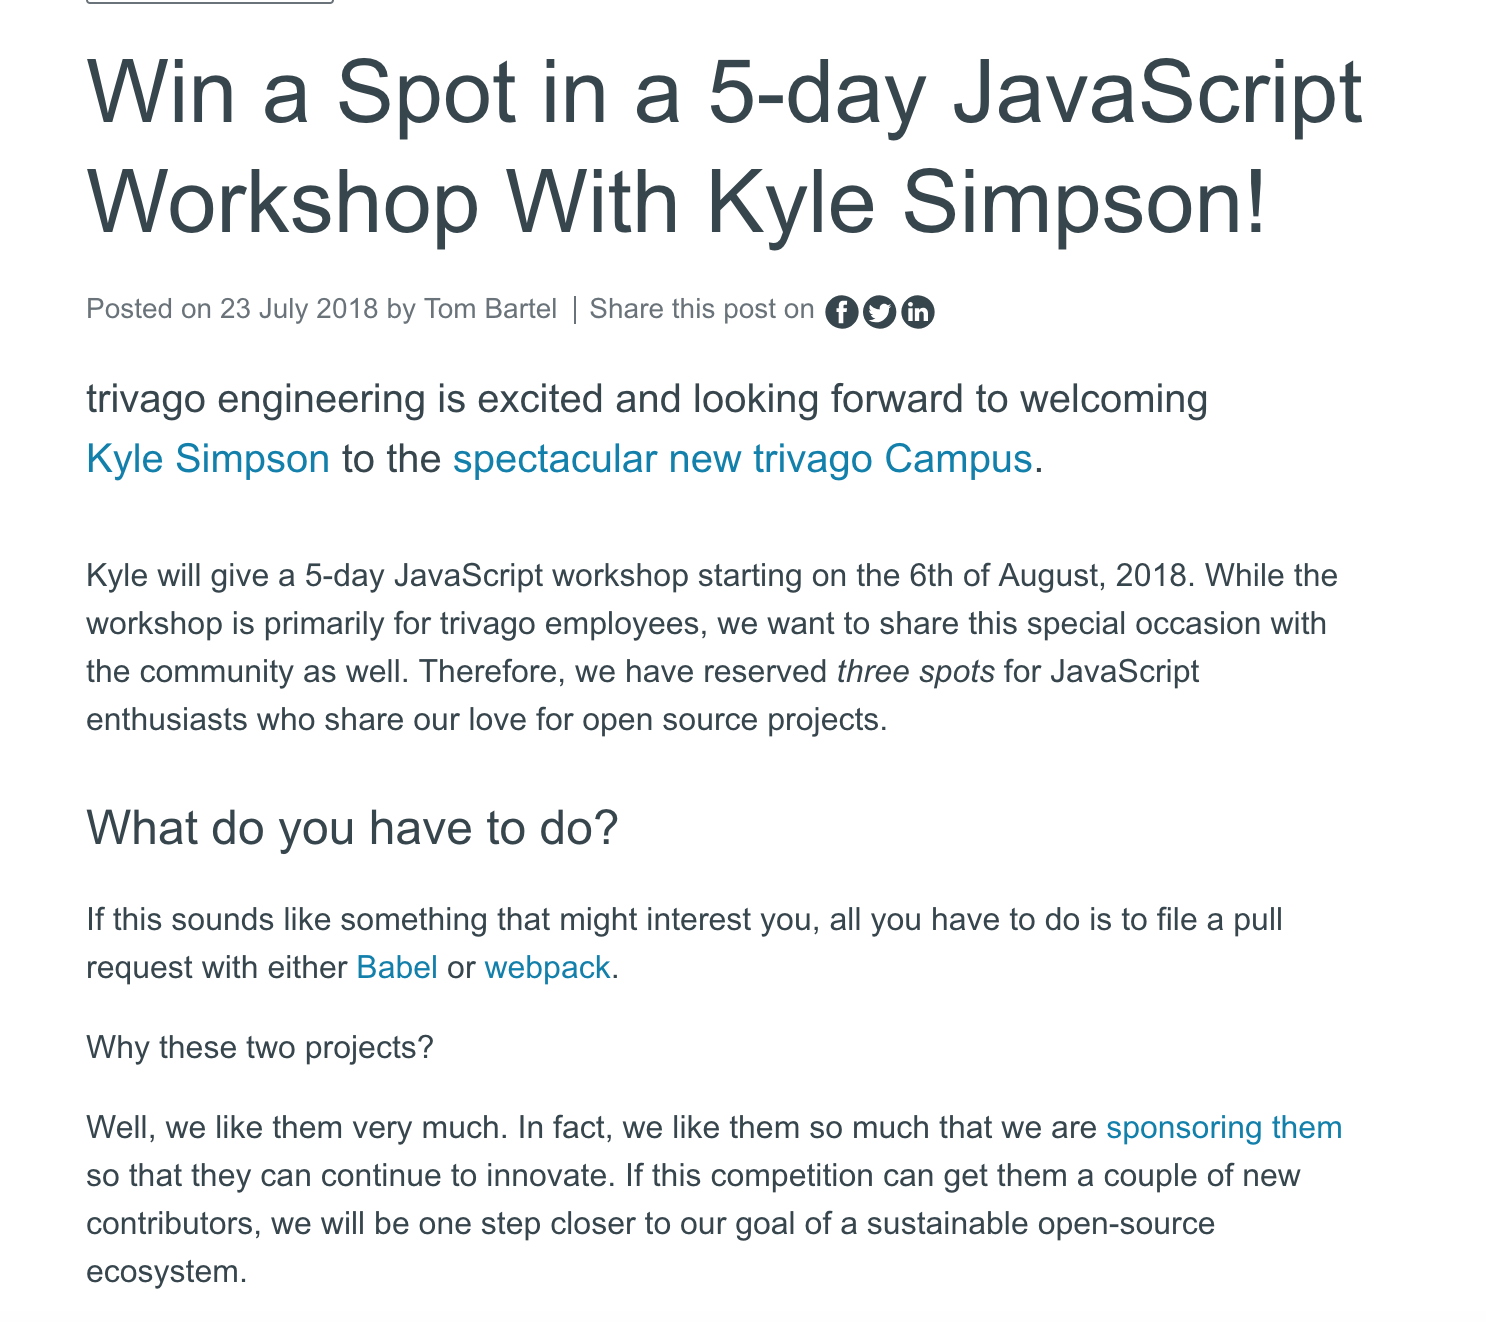 Win a Spot in a 5-day JavaScript
Workshop With Kyle Simpson!
Posted on 23 July 2018 by Tom Bartel | Share this post on
trivago engineering is excited and looking forward to welcoming
Kyle Simpson to the spectacular new trivago Campus.
Kyle will give a 5-day JavaScript workshop starting on the 6th of August, 2018. While the
workshop is primarily for trivago employees, we want to share this special occasion with
the community as well. Therefore, we have reserved three spots for JavaScript
enthusiasts who share our love for open source projects.
What do you have to do?
If this sounds like something that might interest you, all you have to do is to file a pull
request with either Babel or webpack.
Why these two projects?
Well, we like them very much. In fact, we like them so much that we are sponsoring them
so that they can continue to innovate. If this competition can get them a couple of new
contributors, we will be one step closer to our goal of a sustainable open-source
ecosystem.